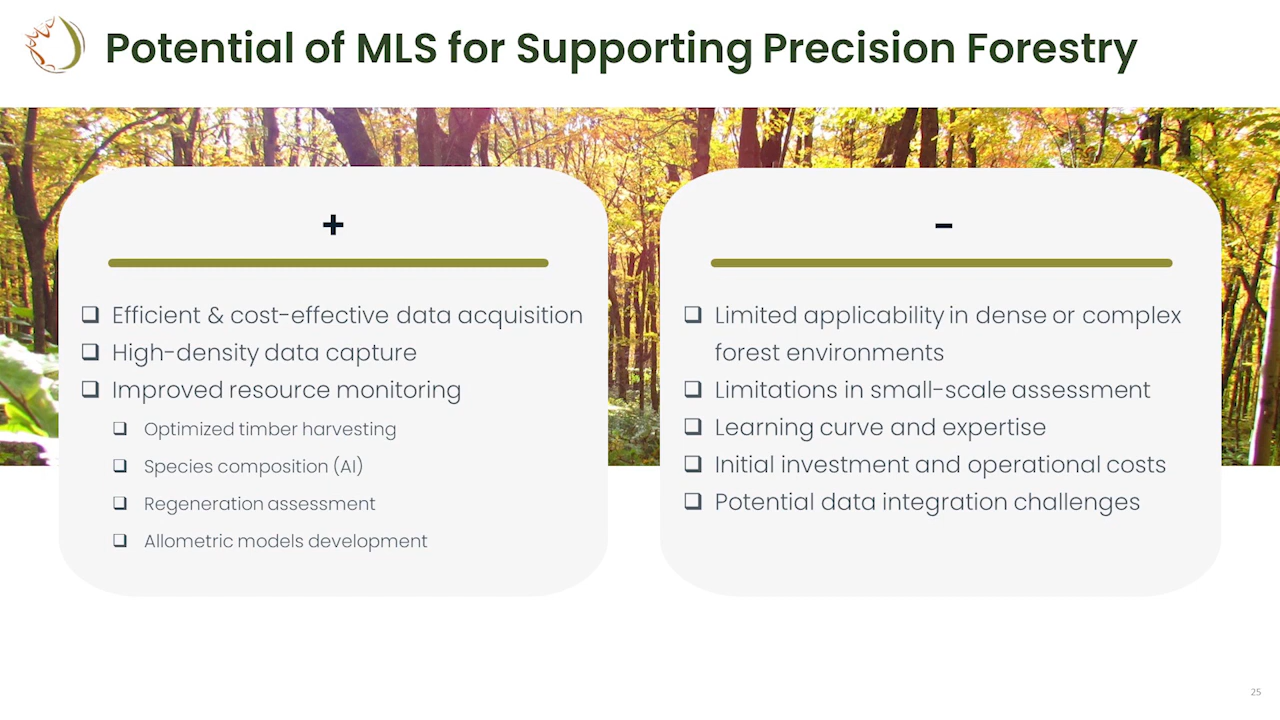 Potential of MLS for Supporting Precision Forestry
+
Efficient & cost-effective data acquisition
High-density data capture
Improved resource monitoring
Optimized timber harvesting
Species composition (AI)
Regeneration assessment
Allometric models development
-
Limited applicability in dense or complex
forest environments
Limitations in small-scale assessment
Learning curve and expertise
Initial investment and operational costs
Potential data integration challenges
25